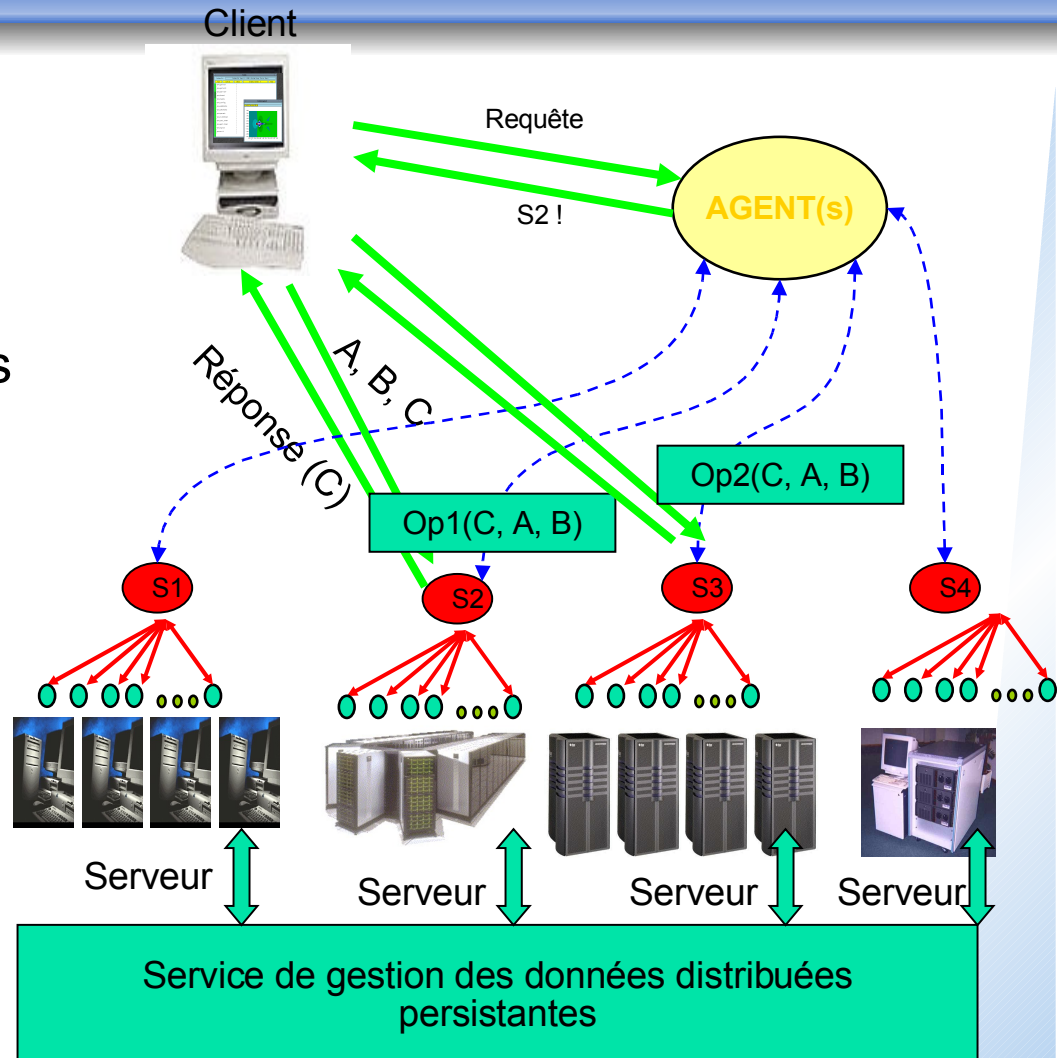 Client
Requête
AGENT(s)
S2 !
s
A, B, C
Réponse (C)
Op2(C, A, B)
Op1(C, A, B)
S1
S2
S3
S4
Serveur
Serveur
Serveur
Serveur
Service de gestion des données distribuées
persistantes